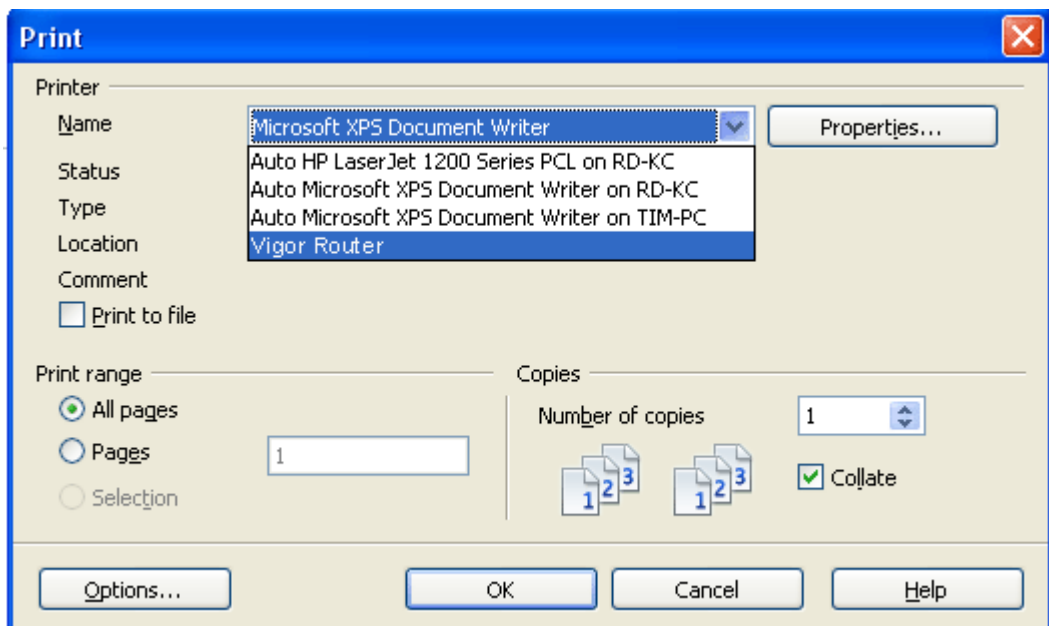 Print
Printer
Name
Microsoft XPS Document Writer
Properties...
Auto HP LaserJet 1200 Series PCL on RD-KC
Status
Auto Microsoft XPS Document Writer on RD-KC
Type
Auto Microsoft XPS Document Writer on TIM-PC
Location
Vigor Router
Comment
Print to file
Print range
Copies
All pages
Number of copies
1
Pages
1
1 2 3
1 2 3
Collate
Selection
Options...
OK
Cancel
Help